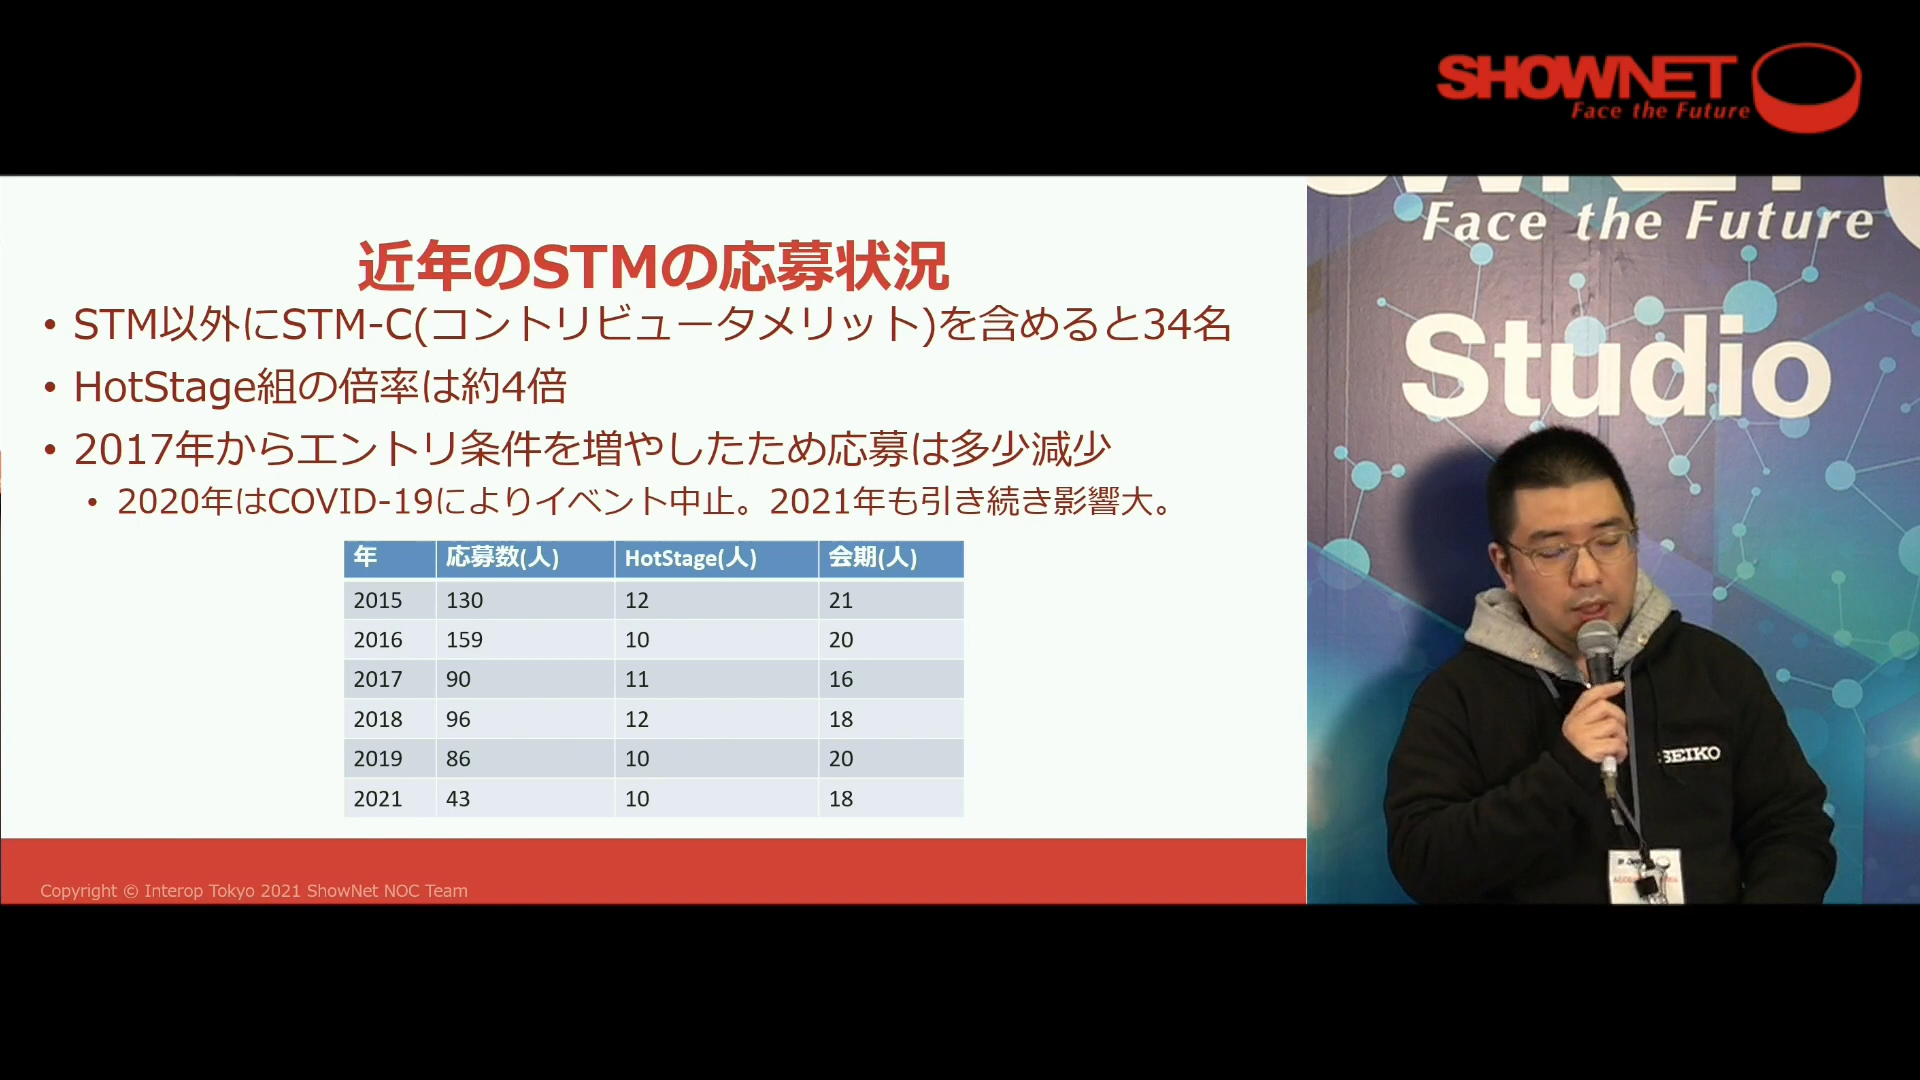 SHOWNET
Face the Future
近年のSTMの応募状況
• STM以外にSTM-C(コントリビュータメリット)を含めると34名
• HotStage組の倍率は約4倍
• 2017年からエントリ条件を増やしたため応募は多少減少
• 2020年はCOVID-19によりイベント中止。2021年も引き続き影響大。
年 応募数(人) HotStage(人) 会期(人)
2015 130 12 21
2016 159 10 20
2017 90 11 16
2018 96 12 18
2019 86 10 20
2021 43 10 18
Copyright © Interop Tokyo 2021 ShowNet NOC Team
Face the Future
Studio
SEIKO